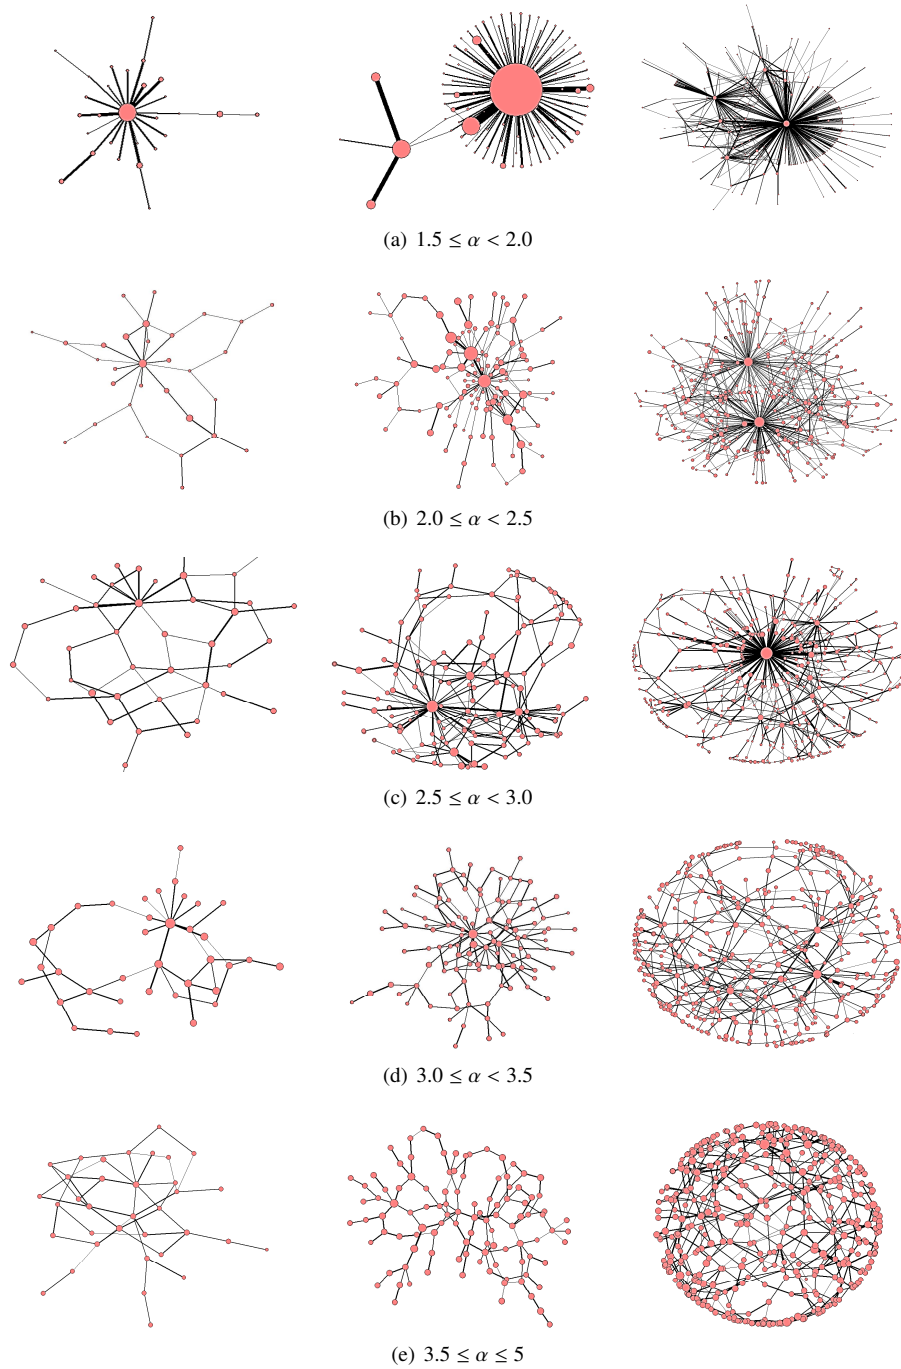 (a) 1.5 ≤ α < 2.0
(b) 2.0 ≤ α < 2.5
(c) 2.5 ≤ α < 3.0
(d) 3.0 ≤ α < 3.5
(e) 3.5 ≤ α ≤ 5